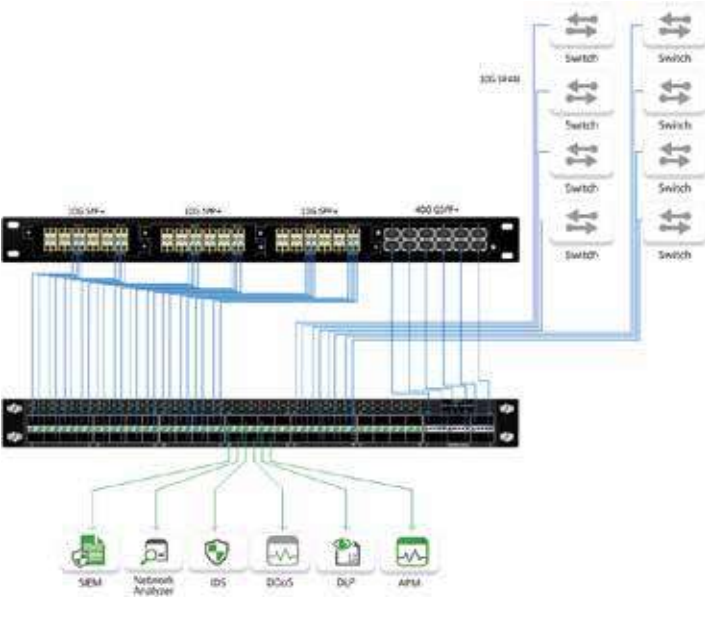 Switch
Switch
Switch
Switch
Switch
Switch
Switch
Switch
10G SFP+
10G SFP+
10G SFP+
40G QSFP+
SIEM
Network
Analyzer
IDS
DDoS
DLP
APM